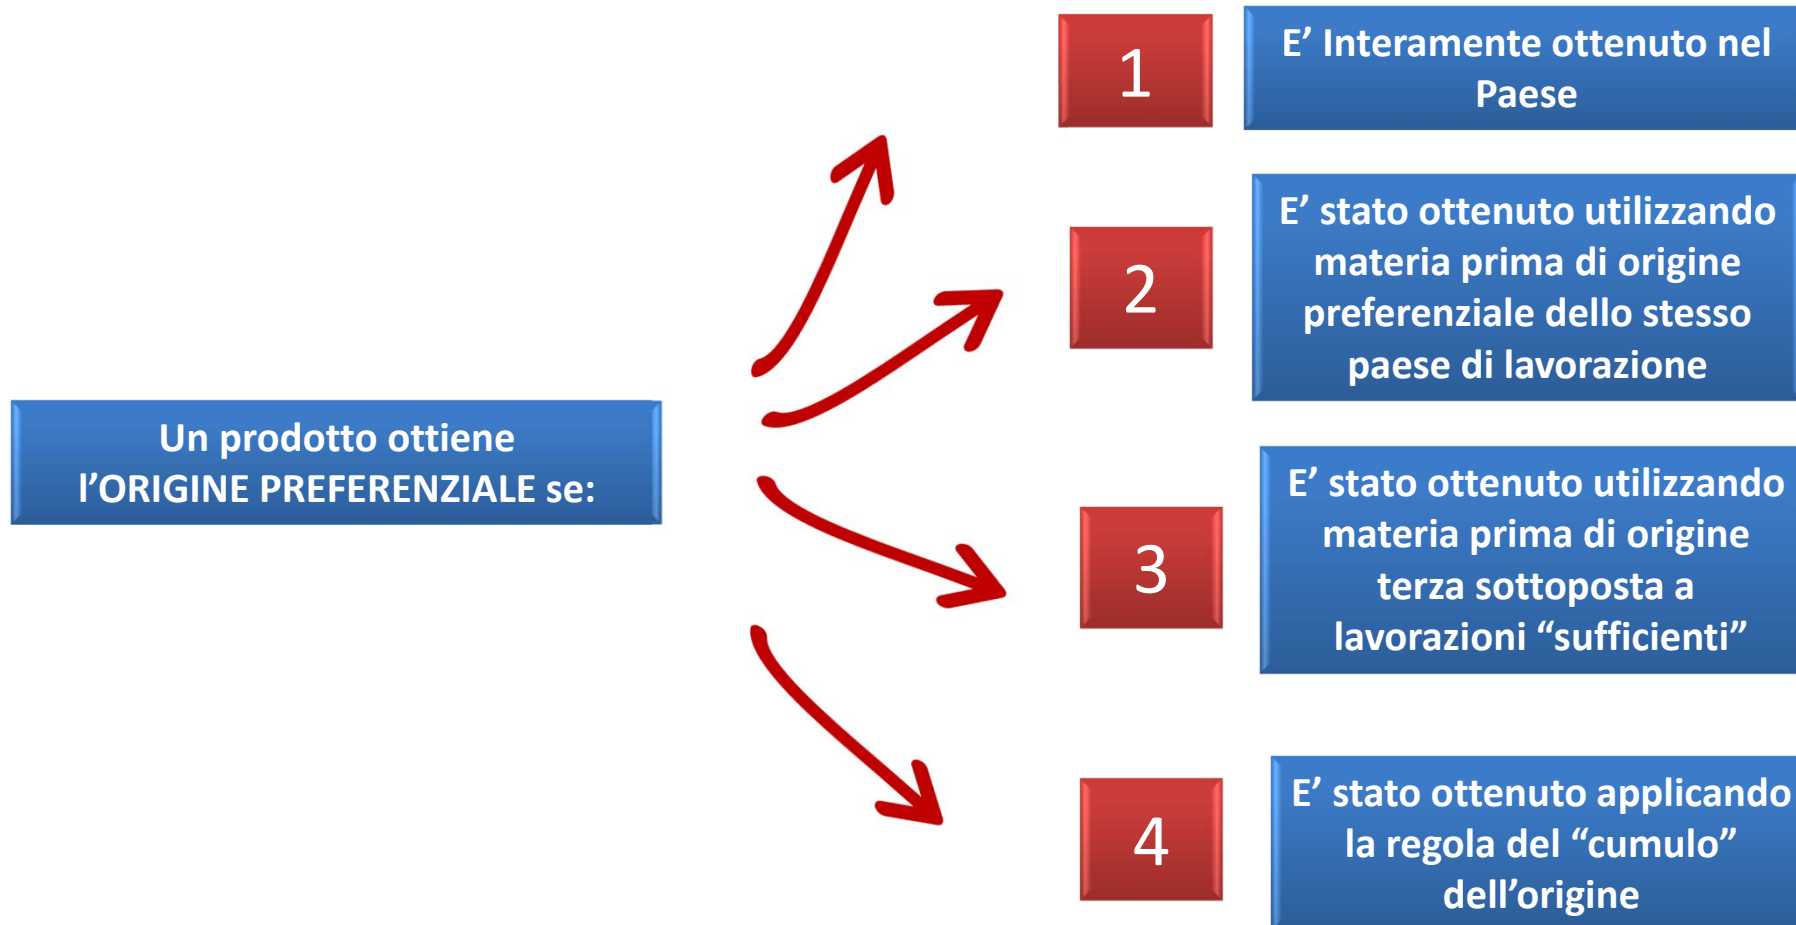 Un prodotto ottiene
l’ORIGINE PREFERENZIALE se:
1
E’ Interamente ottenuto nel
Paese
2
E’ stato ottenuto utilizzando
materia prima di origine
preferenziale dello stesso
paese di lavorazione
3
E’ stato ottenuto utilizzando
materia prima di origine
terza sottoposta a
lavorazioni “sufficienti”
4
E’ stato ottenuto applicando
la regola del “cumulo”
dell’origine